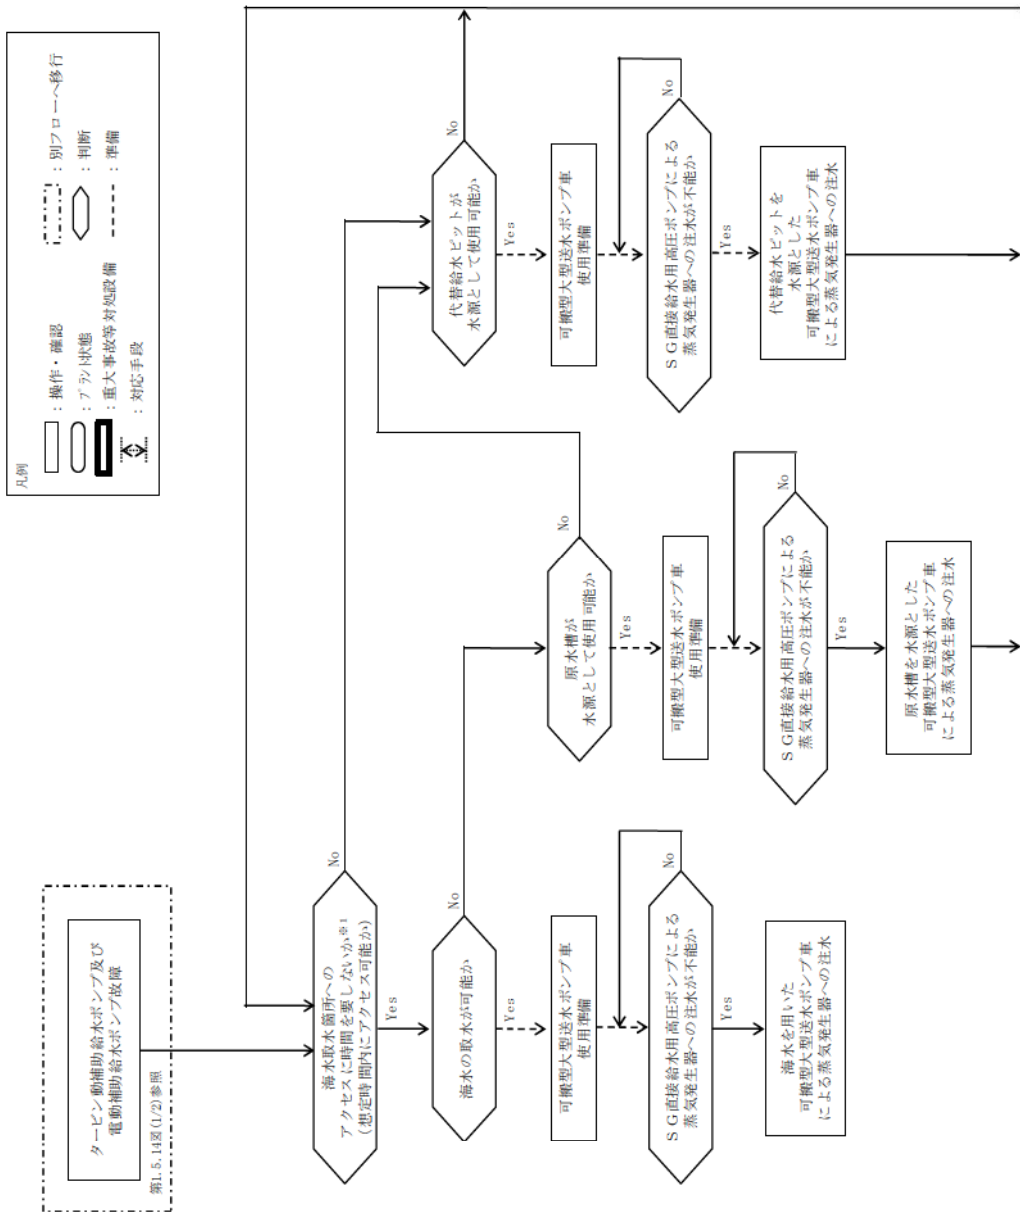 凡例
：操作・確認
：プラント状態
：重大事故等対処設備
：対応手段
：別フローへ移行
：判断
：準備
タービン動補助給水ポンプ及び
電動補助給水ポンプ故障
第1.5.14図(1/2)参照
海水取水箇所への
アクセスに時間を要しないか※1
(想定時間内にアクセス可能か)
No
Yes
海水の取水が可能か
No
Yes
可搬型大型送水ポンプ車
使用準備
ＳＧ直接給水用高圧ポンプによる
蒸気発生器への注水が不能か
No
Yes
海水を用いた
可搬型大型送水ポンプ車
による蒸気発生器への注水
原水槽が
水源として使用可能か
No
Yes
可搬型大型送水ポンプ車
使用準備
ＳＧ直接給水用高圧ポンプによる
蒸気発生器への注水が不能か
No
Yes
原水槽を水源とした
可搬型大型送水ポンプ車
による蒸気発生器への注水
代替給水ピットが
水源として使用可能か
No
Yes
可搬型大型送水ポンプ車
使用準備
ＳＧ直接給水用高圧ポンプによる
蒸気発生器への注水が不能か
No
Yes
代替給水ピットを
水源とした
可搬型大型送水ポンプ車
による蒸気発生器への注水